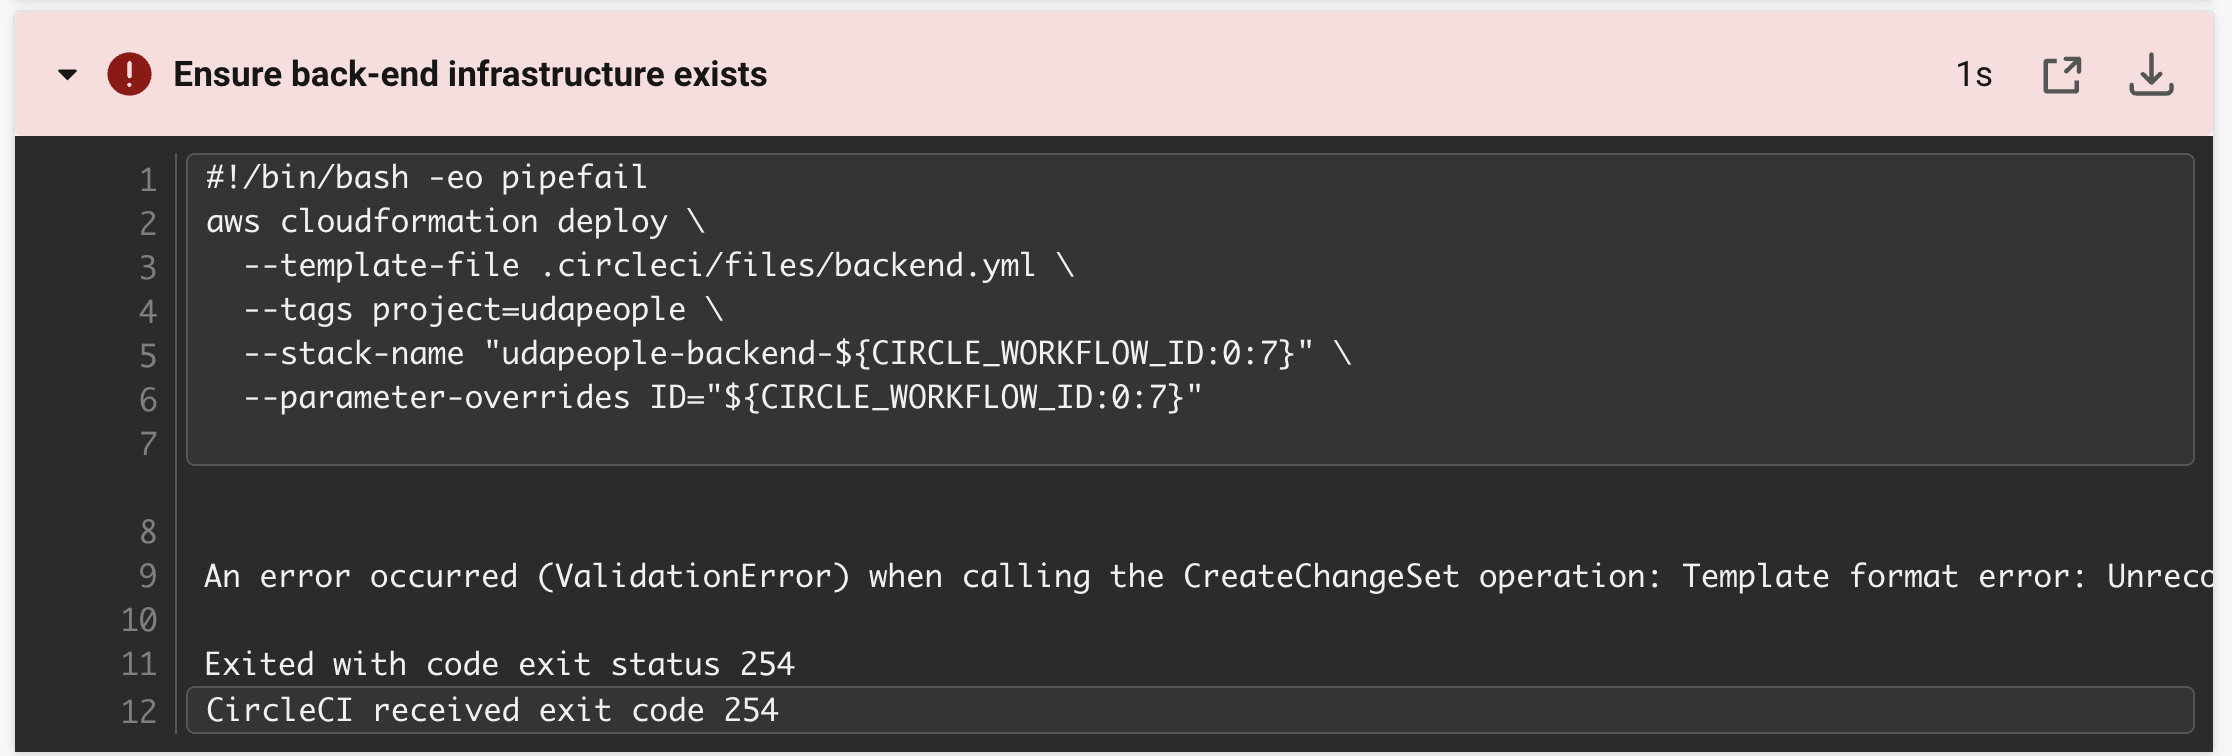 Ensure back-end infrastructure exists
1s
1 #!/bin/bash -eo pipefail
2 aws cloudformation deploy \
3   --template-file .circleci/files/backend.yml \
4   --tags project=udapeople \
5   --stack-name "udapeople-backend-${CIRCLE_WORKFLOW_ID:0:7}" \
6   --parameter-overrides ID="${CIRCLE_WORKFLOW_ID:0:7}"
7
8
9 An error occurred (ValidationError) when calling the CreateChangeSet operation: Template format error: Unreco
10
11 Exited with code exit status 254
12 CircleCI received exit code 254